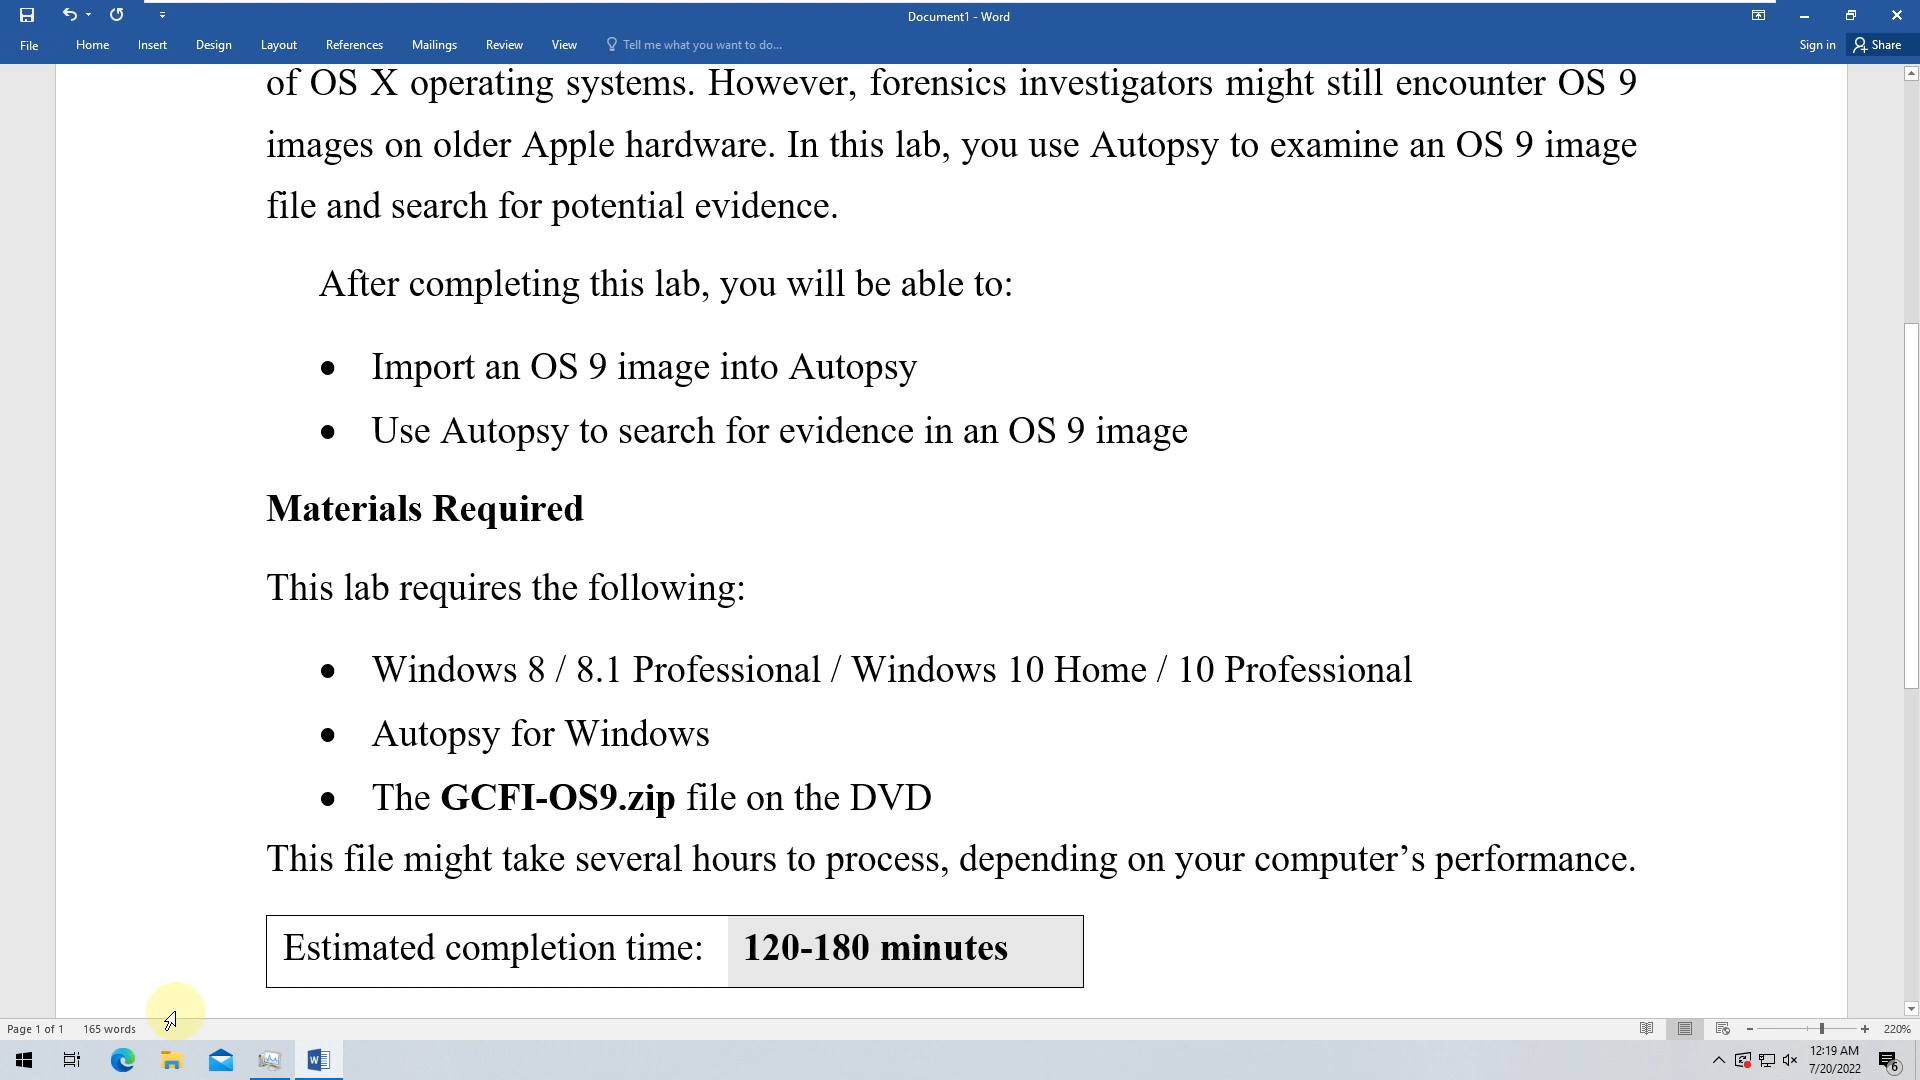 Document1 - Word
File Home Insert Design Layout References Mailings Review View Tell me what you want to do... Sign in Share
of OS X operating systems. However, forensics investigators might still encounter OS 9
images on older Apple hardware. In this lab, you use Autopsy to examine an OS 9 image
file and search for potential evidence.
After completing this lab, you will be able to:
• Import an OS 9 image into Autopsy
• Use Autopsy to search for evidence in an OS 9 image
Materials Required
This lab requires the following:
• Windows 8 / 8.1 Professional / Windows 10 Home / 10 Professional
• Autopsy for Windows
• The GCFI-OS9.zip file on the DVD
This file might take several hours to process, depending on your computer’s performance.
Estimated completion time: 120-180 minutes
Page 1 of 1 165 words 220%
12:19 AM
7/20/2022
6